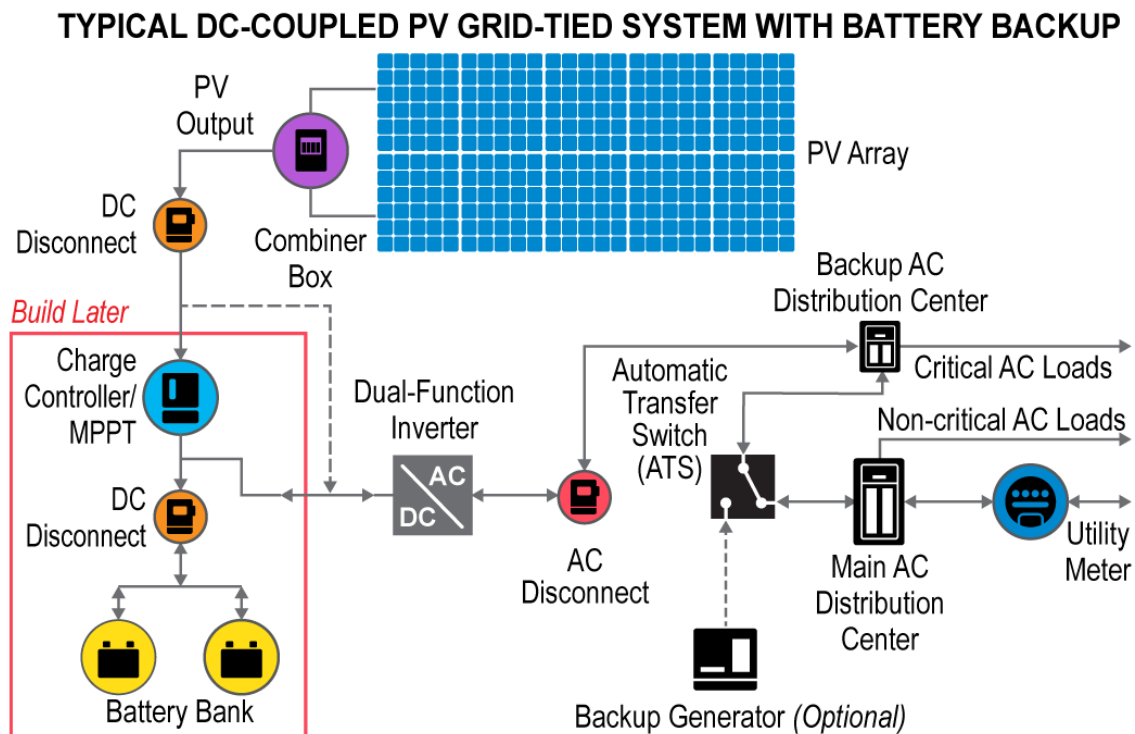 TYPICAL DC-COUPLED PV GRID-TIED SYSTEM WITH BATTERY BACKUP
PV
Output
PV Array
DC
Disconnect
Combiner
Box
Backup AC
Distribution Center
Build Later
Charge
Controller/
MPPT
Dual-Function
Inverter
Automatic
Transfer
Switch
(ATS)
Critical AC Loads
Non-critical AC Loads
AC
DC
DC
Disconnect
AC
Disconnect
Main AC
Distribution
Center
Utility
Meter
Battery Bank
Backup Generator (Optional)